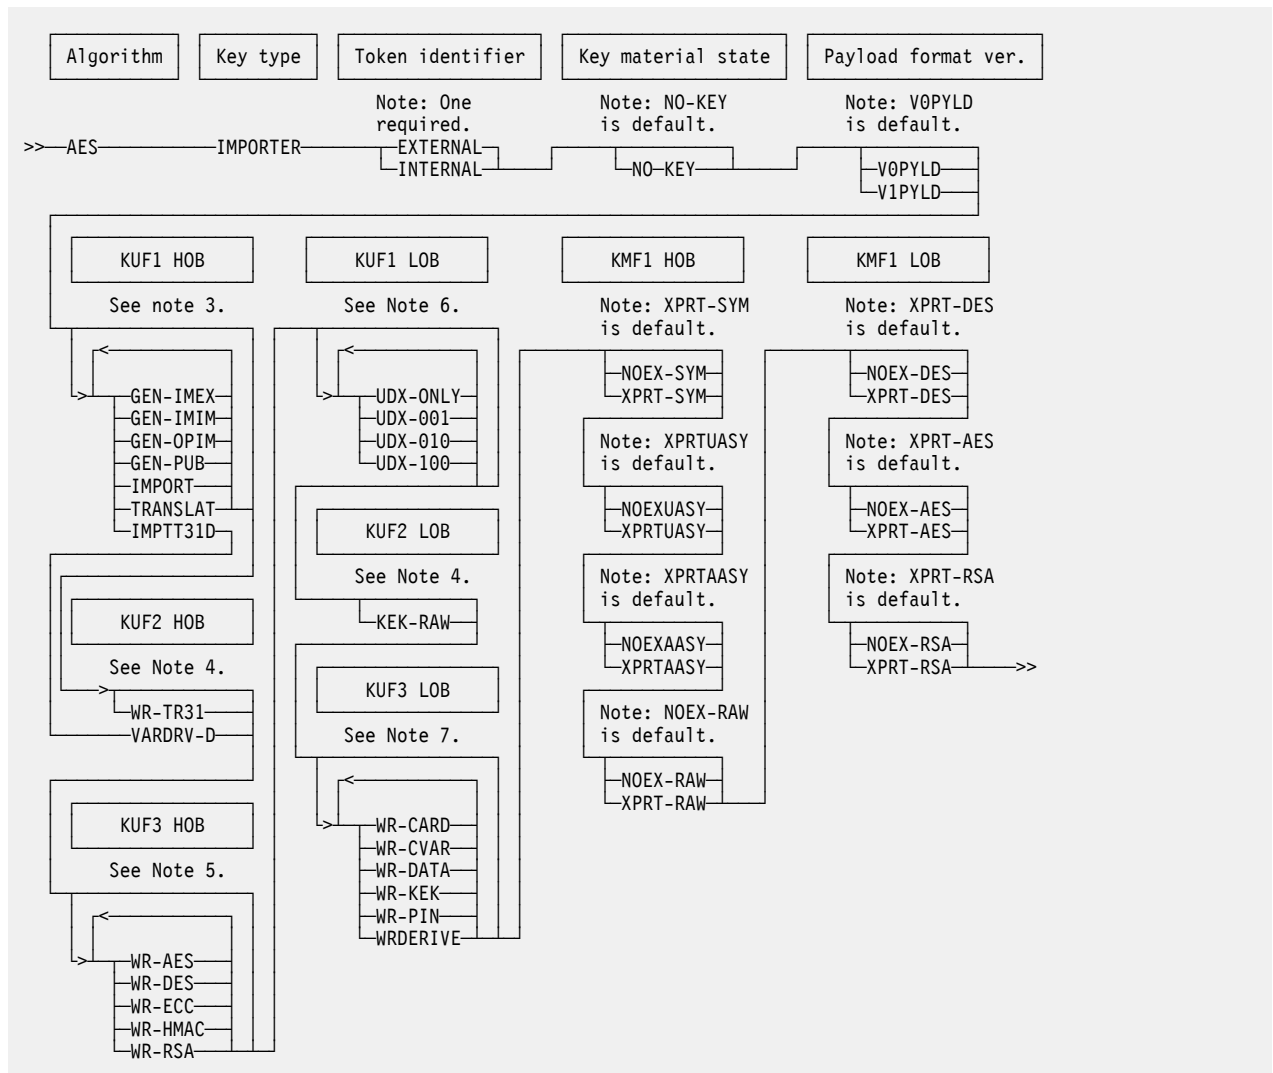 Algorithm Key type Token identifier Key material state Payload format ver.
Note: One Note: NO-KEY Note: V0PYLD
required. is default. is default.
>>—AES IMPORTER EXTERNAL
INTERNAL NO-KEY V0PYLD
V1PYLD
KUF1 HOB KUF1 LOB KMF1 HOB KMF1 LOB
See note 3. See Note 6. Note: XPRT-SYM Note: XPRT-DES
is default. is default.
<  <
NOEX-SYM NOEX-DES
> GEN-IMEX > UDX-ONLY XPRT-SYM XPRT-DES
GEN-IMIM UDX-001
GEN-OPIM UDX-010 Note: XPRTUASY Note: XPRT-AES
GEN-PUB UDX-100 is default. is default.
IMPORT
TRANSLAT NOEXUASY NOEX-AES
IMPTT31D KUF2 LOB XPRTUASY XPRT-AES
See Note 4. Note: XPRTAASY Note: XPRT-RSA
is default. is default.
KUF2 HOB KEK-RAW
NOEXAASY NOEX-RSA
See Note 4. XPRTAASY XPRT-RSA >>
> KUF3 LOB
WR-TR31 Note: NOEX-RAW
VARDRV-D See Note 7. is default.
< NOEX-RAW
XPRT-RAW
KUF3 HOB > WR-CARD
WR-CVAR
See Note 5. WR-DATA
WR-KEK
< WR-PIN
WRDERIVE
> WR-AES
WR-DES
WR-ECC
WR-HMAC
WR-RSA